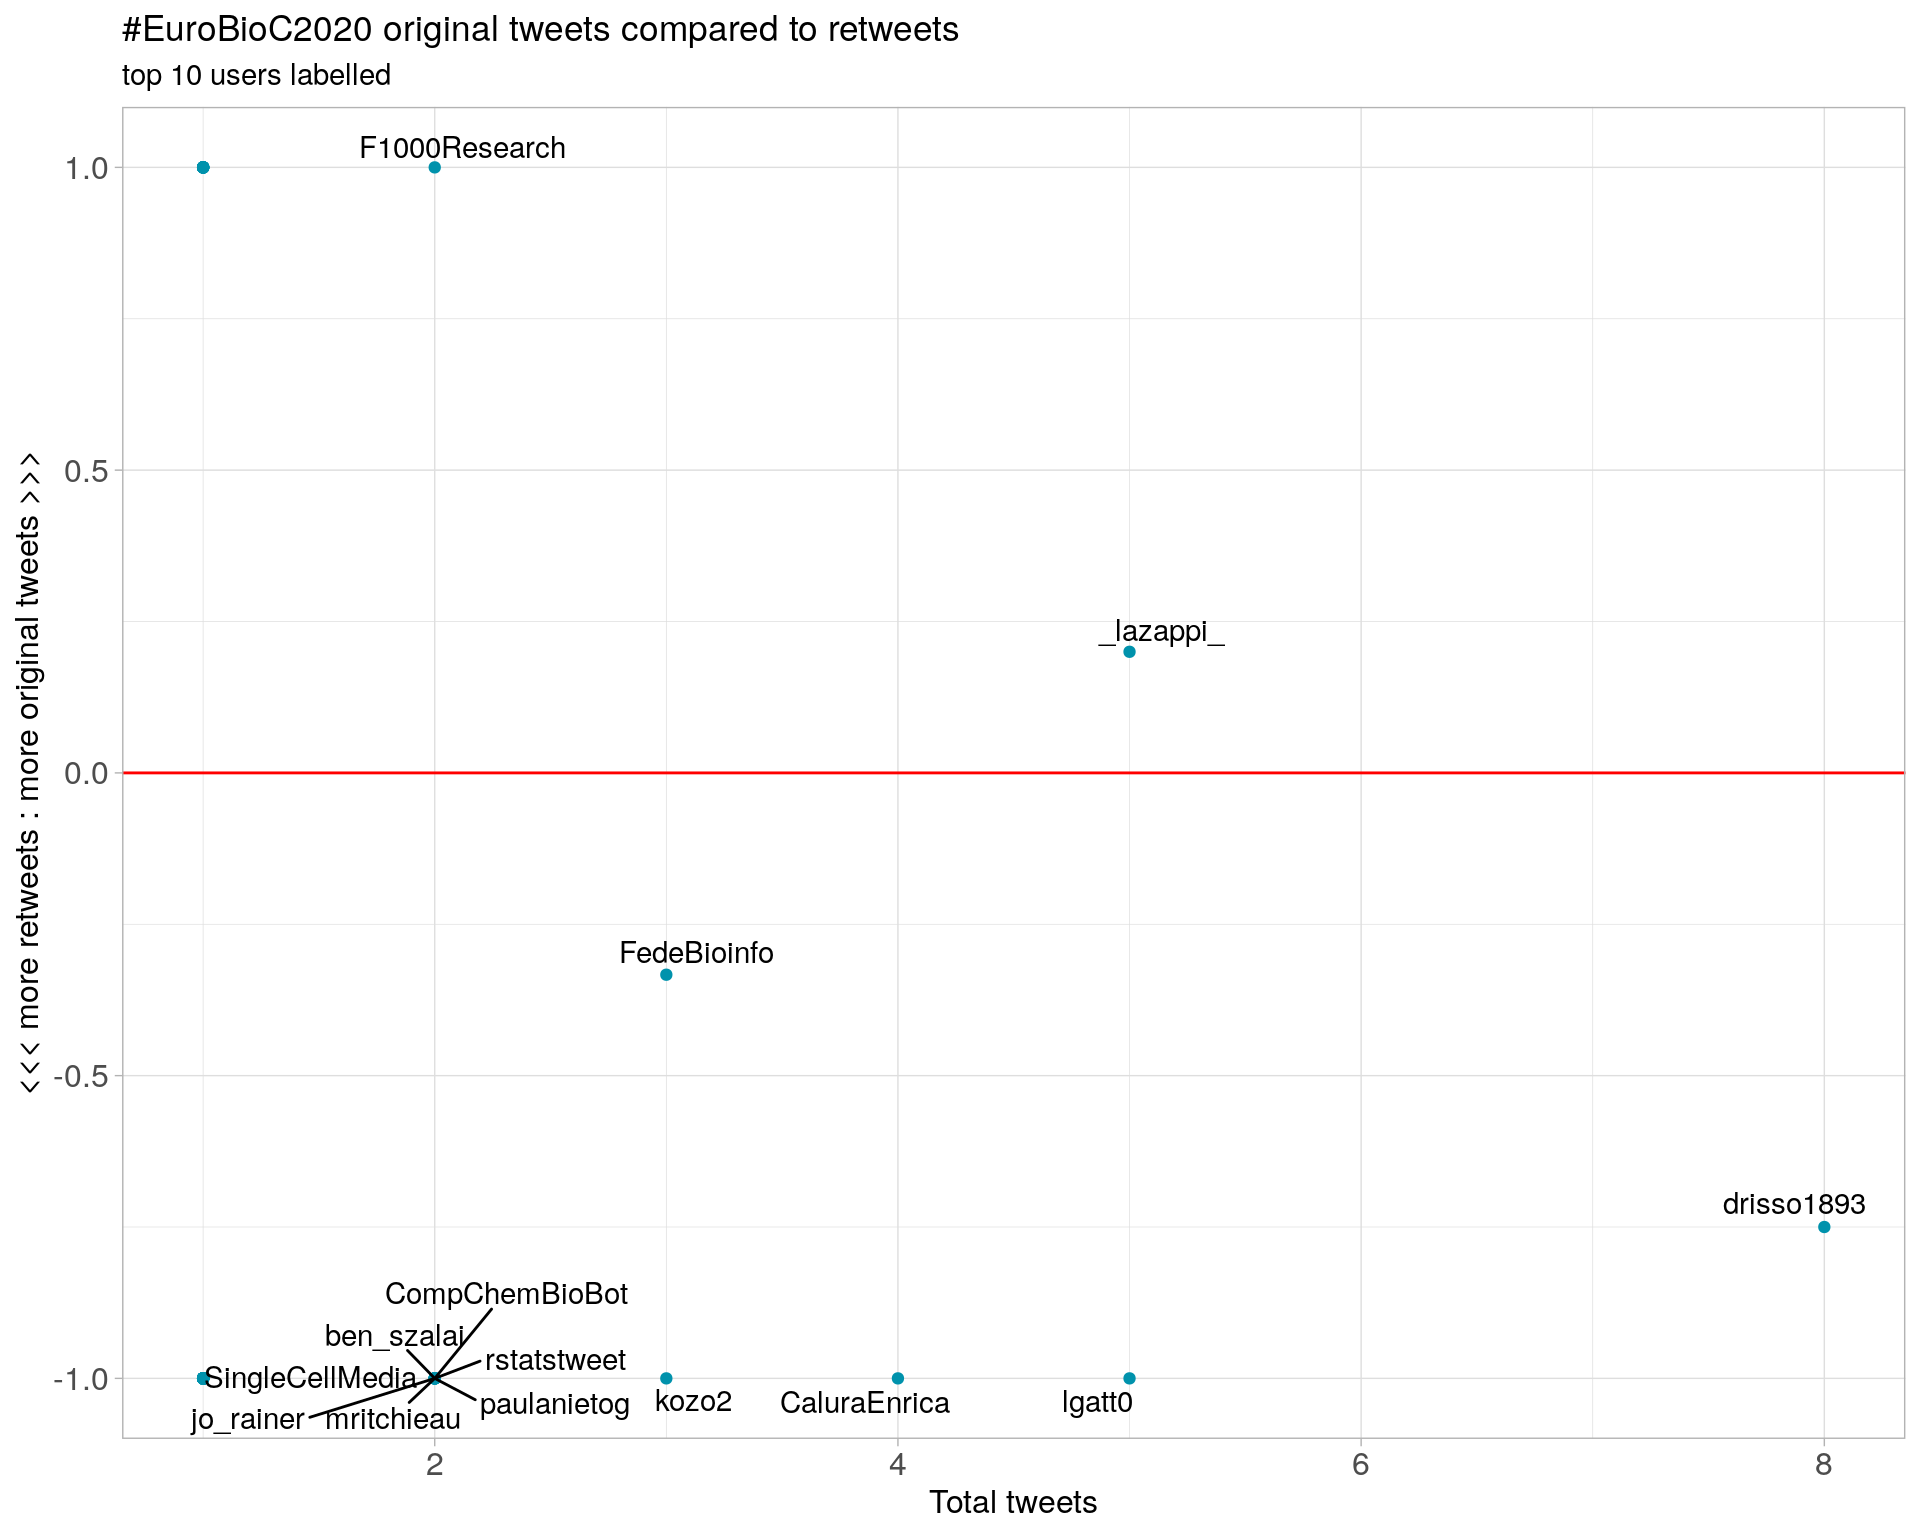 #EuroBioC2020 original tweets compared to retweets
top 10 users labelled
<<< more retweets : more original tweets >>>
1.0
0.5
0.0
-0.5
-1.0
F1000Research
_lazappi_
FedeBioinfo
drisso1893
CompChemBioBot
ben_szalai
rstatstweet
SingleCellMedia
paulanietog
jo_rainer
mritchieau
kozo2
CaluraEnrica
lgatt0
2
4
6
8
Total tweets